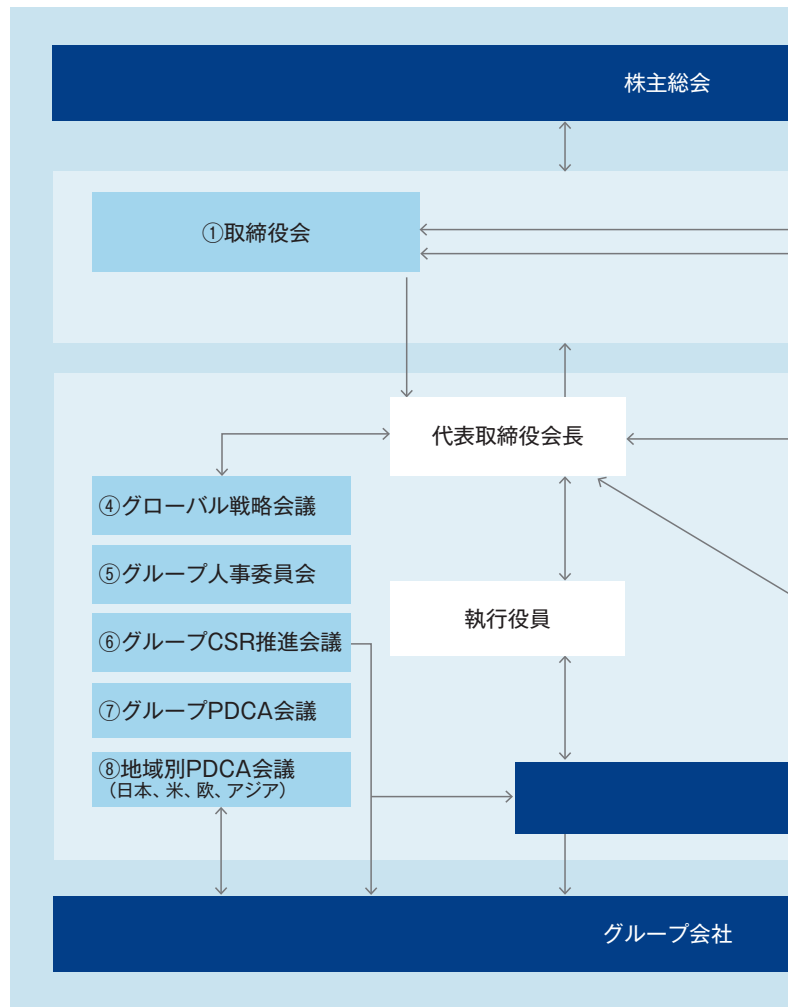 株主総会
①取締役会
代表取締役会長
④グローバル戦略会議
⑤グループ人事委員会
執行役員
⑥グループCSR推進会議
⑦グループPDCA会議
⑧地域別PDCA会議
（日本、米、欧、アジア）
グループ会社